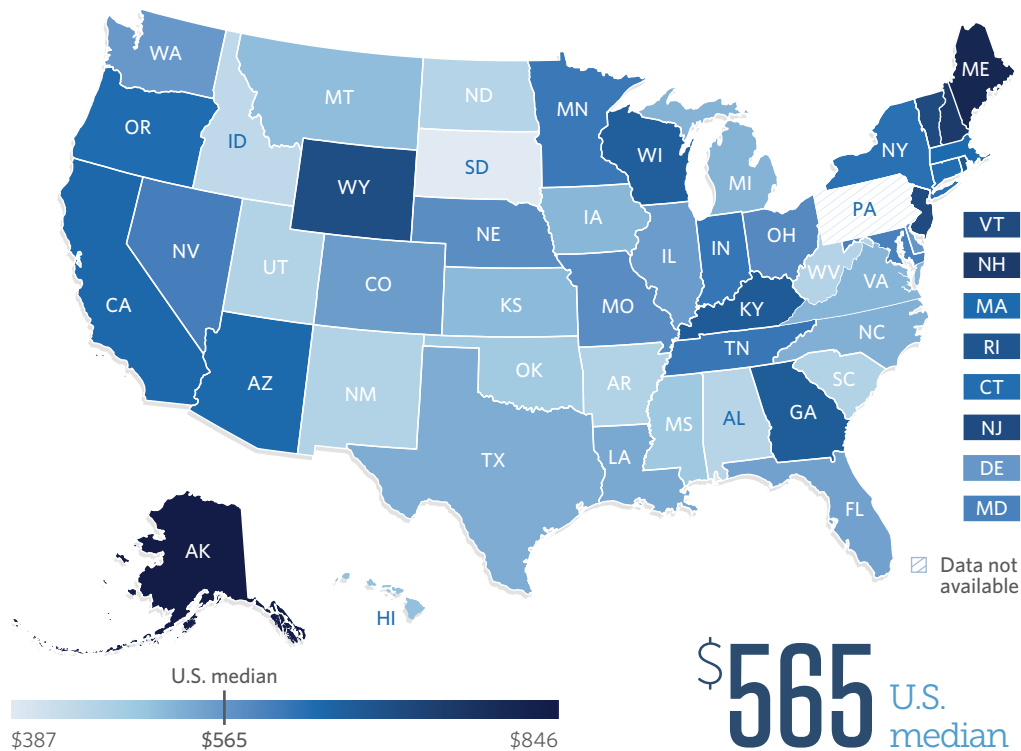 WA
MT
ND
MN
ME
OR
ID
SD
WI
MI
NY
WY
IA
NE
PA
NV
UT
CO
IL
IN
OH
WV
VA
VT
NH
CA
KS
MO
KY
MA
NC
TN
RI
AZ
NM
OK
AR
SC
CT
MS
AL
GA
NJ
TX
LA
DE
FL
MD
AK
HI
Data not
available
U.S. median
$387
$565
$846
$565
U.S.
median